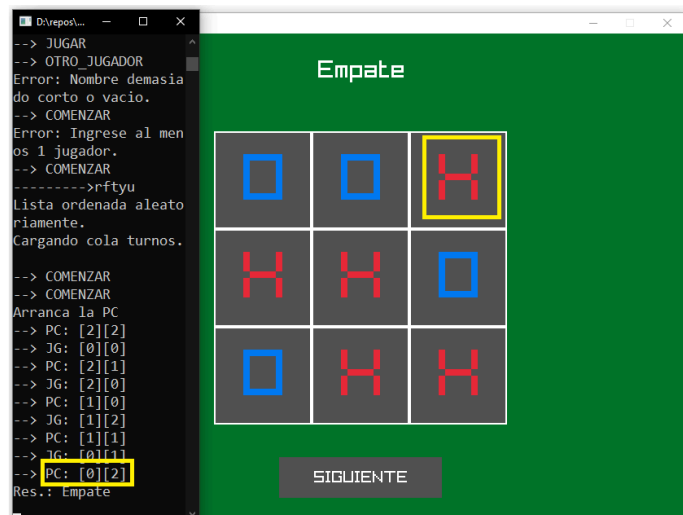 D:\repos\...
--> JUGAR
--> OTRO_JUGADOR
Error: Nombre demasia
do corto o vacio.
--> COMENZAR
Error: Ingrese al men
os 1 jugador.
--> COMENZAR
--------->rftyu
Lista ordenada aleato
riamente.
Cargando cola turnos.
--> COMENZAR
--> COMENZAR
Arranca la PC
--> PC: [2][2]
--> JG: [0][0]
--> PC: [2][1]
--> JG: [2][0]
--> PC: [1][0]
--> JG: [1][2]
--> PC: [1][1]
--> JG: [0][1]
--> PC: [0][2]
Res.: Empate
Empate
O O X
X X O
O X X
SIGUIENTE